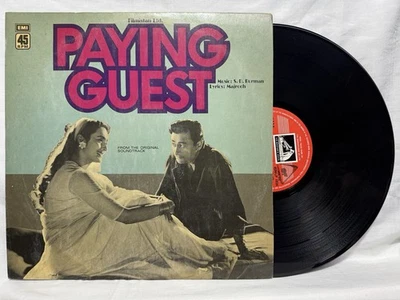 Filmistan Ltd.
EMI
45
PAYING
GUEST
Music: S. D. Burman
Lyrics: Majrooh
FROM THE ORIGINAL
SOUNDTRACK